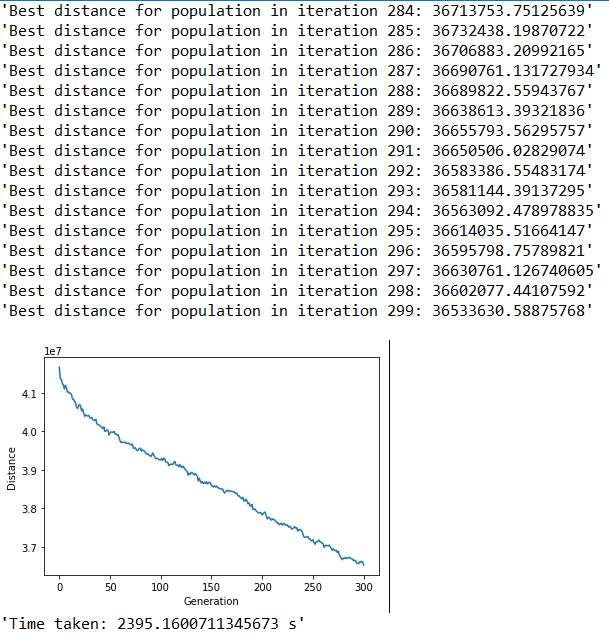 'Best distance for population in iteration 284: 36713753.75125639'
'Best distance for population in iteration 285: 36732438.19870722'
'Best distance for population in iteration 286: 36706883.20992165'
'Best distance for population in iteration 287: 36690761.131727934'
'Best distance for population in iteration 288: 36689822.55943767'
'Best distance for population in iteration 289: 36638613.39321836'
'Best distance for population in iteration 290: 36655793.56295757'
'Best distance for population in iteration 291: 36650506.02829074'
'Best distance for population in iteration 292: 36583386.55483174'
'Best distance for population in iteration 293: 36581144.39137295'
'Best distance for population in iteration 294: 36563092.478978835'
'Best distance for population in iteration 295: 36614035.51664147'
'Best distance for population in iteration 296: 36595798.75789821'
'Best distance for population in iteration 297: 36630761.126740605'
'Best distance for population in iteration 298: 36602077.44107592'
'Best distance for population in iteration 299: 36533630.58875768'
1e7
4.1
4.0
3.9
3.8
3.7
Distance
0 50 100 150 200 250 300
Generation
'Time taken: 2395.1600711345673 s'